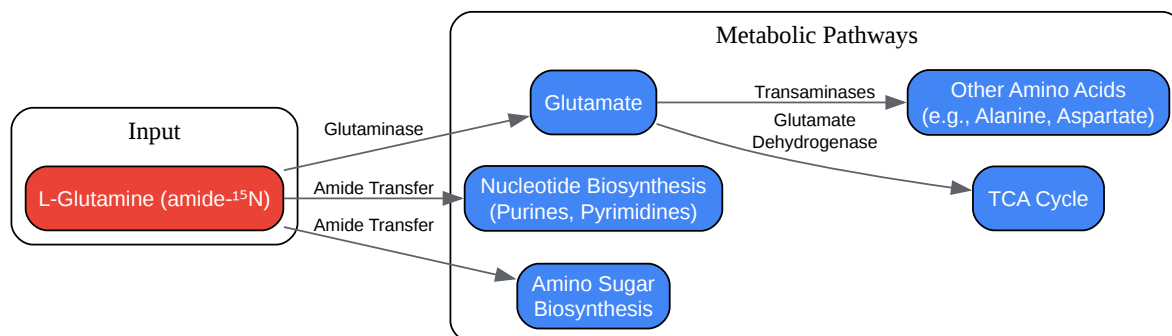 Metabolic Pathways
Input
L-Glutamine (amide-¹⁵N)
Glutaminase
Amide Transfer
Amide Transfer
Glutamate
Nucleotide Biosynthesis
(Purines, Pyrimidines)
Amino Sugar
Biosynthesis
Transaminases
Glutamate
Dehydrogenase
Other Amino Acids
(e.g., Alanine, Aspartate)
TCA Cycle